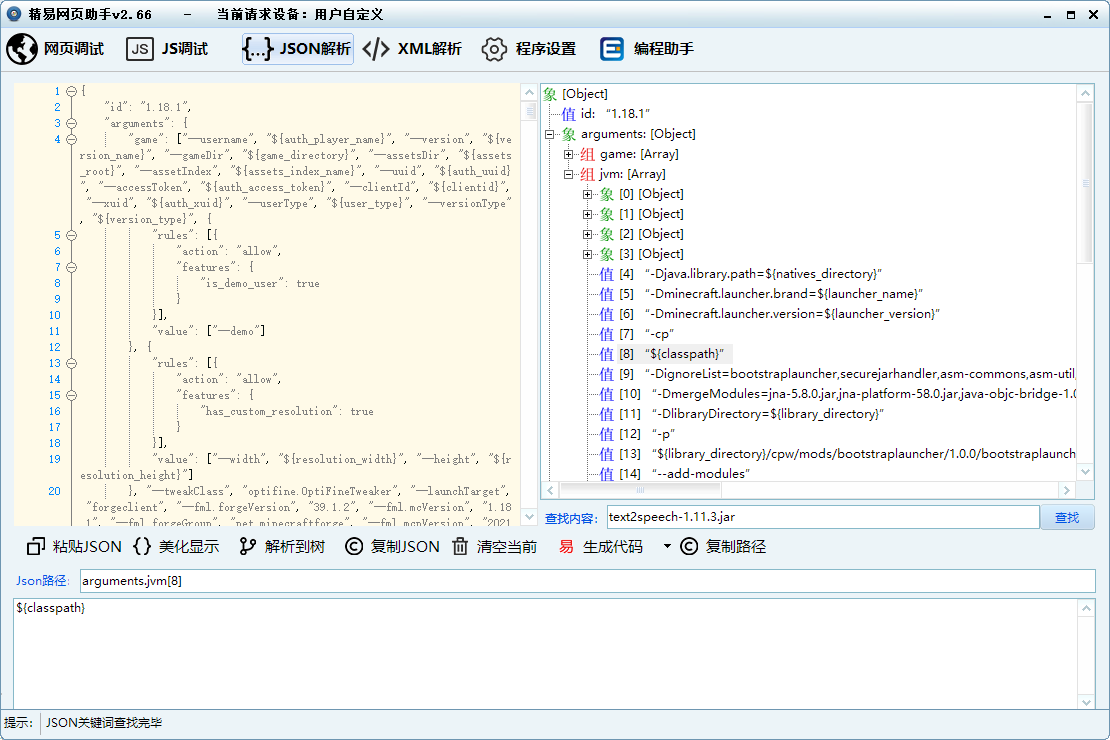 精易网页助手v2.66 － 当前请求设备：用户自定义
网页调试 JS JS调试 {...} JSON解析 </> XML解析 程序设置 编程助手
1 {
2 "id": "1.18.1",
3 "arguments": {
4 "game": ["--username", "${auth_player_name}", "--version", "${ve
rsion_name}", "--gameDir", "${game_directory}", "--assetsDir", "${assets
_root}", "--assetIndex", "${assets_index_name}", "--uuid", "${auth_uuid}
", "--accessToken", "${auth_access_token}", "--clientId", "${clientid}",
"--xuid", "${auth_xuid}", "--userType", "${user_type}", "--versionType"
, "${version_type}", {
5 "rules": [{
6 "action": "allow",
7 "features": {
8 "is_demo_user": true
9 }
10 }],
11 "value": ["--demo"]
12 }, {
13 "rules": [{
14 "action": "allow",
15 "features": {
16 "has_custom_resolution": true
17 }
18 }],
19 "value": ["--width", "${resolution_width}", "--height", "${r
esolution_height}"]
20 }, "--tweakClass", "optifine.OptiFineTweaker", "--launchTarget",
"forgeclient", "--fml.forgeVersion", "39.1.2", "--fml.mcVersion", "1.18.
1", "--fml.forgeGroup", "net.minecraftforge", "--fml.mcpVersion", "2021
象 [Object]
值 id: "1.18.1"
象 arguments: [Object]
组 game: [Array]
组 jvm: [Array]
象 [0] [Object]
象 [1] [Object]
象 [2] [Object]
象 [3] [Object]
值 [4] "-Djava.library.path=${natives_directory}"
值 [5] "-Dminecraft.launcher.brand=${launcher_name}"
值 [6] "-Dminecraft.launcher.version=${launcher_version}"
值 [7] "-cp"
值 [8] "${classpath}"
值 [9] "-DignoreList=bootstraplauncher,securejarhandler,asm-commons,asm-util,
值 [10] "-DmergeModules=jna-5.8.0.jar,jna-platform-58.0.jar,java-objc-bridge-1.0
值 [11] "-DlibraryDirectory=${library_directory}"
值 [12] "-p"
值 [13] "${library_directory}/cpw/mods/bootstraplauncher/1.0.0/bootstraplaunch
值 [14] "--add-modules"
查找内容: text2speech-1.11.3.jar 查找
粘贴JSON {} 美化显示 解析到树 复制JSON 清空当前 易 生成代码 复制路径
Json路径: arguments.jvm[8]
${classpath}
提示: JSON关键词查找完毕